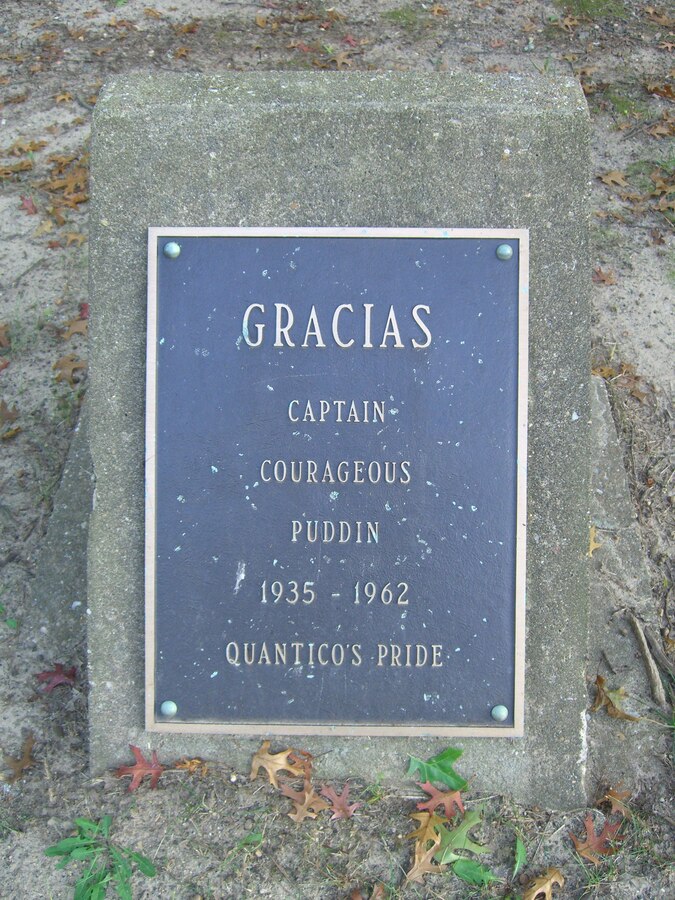 GRACIAS
CAPTAIN
COURAGEOUS
PUDDIN
1935 - 1962
QUANTICO'S PRIDE